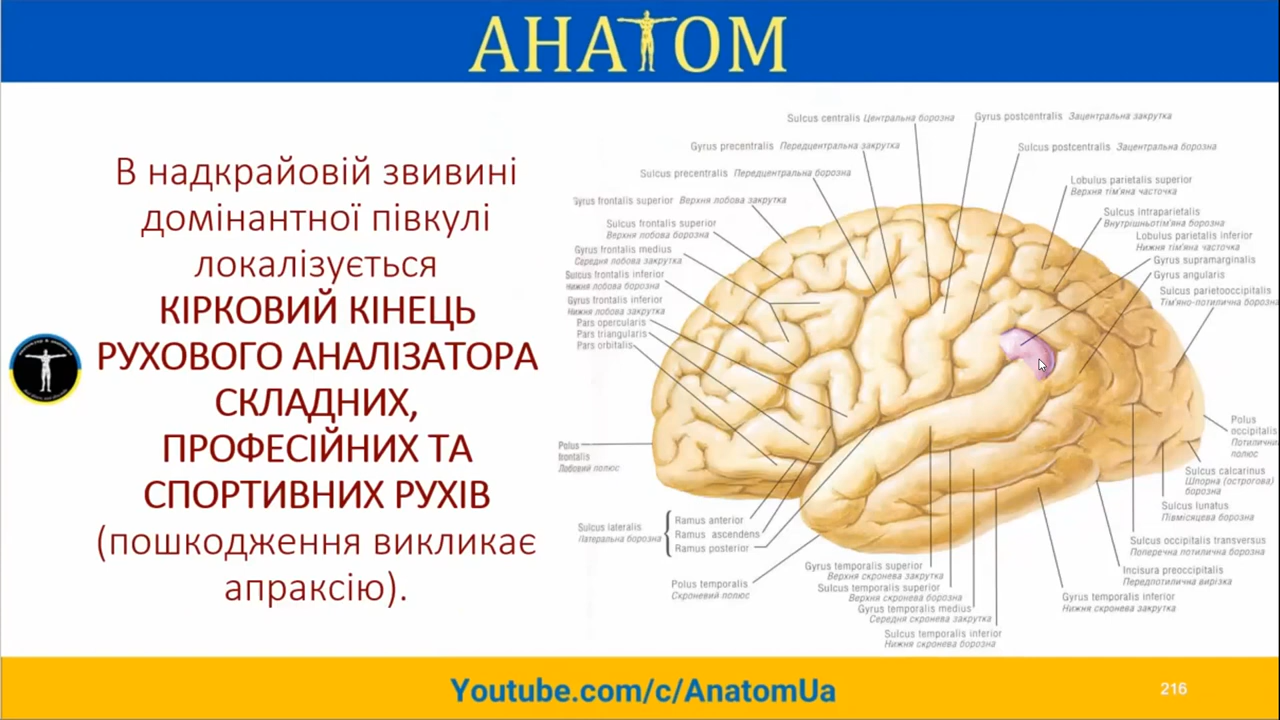 АНАТОМ
В надкрайовій звивині
домінантної півкулі
локалізується
КІРКОВИЙ КІНЕЦЬ
РУХОВОГО АНАЛІЗАТОРА
СКЛАДНИХ,
ПРОФЕСІЙНИХ ТА
СПОРТИВНИХ РУХІВ
(пошкодження викликає
апраксію).
Sulcus centralis Центральна борозна
Gyrus postcentralis Зацентральна закрутка
Gyrus precentralis Передцентральна закрутка
Sulcus postcentralis Зацентральна борозна
Sulcus precentralis Передцентральна борозна
Gyrus frontalis superior Верхня лобова закрутка
Sulcus frontalis superior
Верхня лобова борозна
Gyrus frontalis medius
Середня лобова закрутка
Sulcus frontalis inferior
Нижня лобова борозна
Gyrus frontalis inferior
Нижня лобова закрутка
Pars opercularis
Pars triangularis
Pars orbitalis
Polus
frontalis
Лобовий полюс
Sulcus lateralis
Латеральна борозна
Ramus anterior
Ramus ascendens
Ramus posterior
Polus temporalis
Скроневий полюс
Lobulus parietalis superior
Верхня тім'яна часточка
Sulcus intraparietalis
Внутрішньотім'яна борозна
Lobulus parietalis inferior
Нижня тім'яна часточка
Gyrus supramarginalis
Gyrus angularis
Sulcus parietooccipitalis
Тім'яно-потилична борозна
Polus
occipitalis
Потиличний
полюс
Sulcus calcarinus
Шпорна (острогова)
борозна
Sulcus lunatus
Півмісяцева борозна
Sulcus occipitalis transversus
Поперечна потилична борозна
Incisura preoccipitalis
Передпотилична вирізка
Gyrus temporalis inferior
Нижня скронева закрутка
Gyrus temporalis superior
Верхня скронева закрутка
Sulcus temporalis superior
Верхня скронева борозна
Gyrus temporalis medius
Середня скронева закрутка
Sulcus temporalis inferior
Нижня скронева борозна
Youtube.com/c/AnatomUa
216